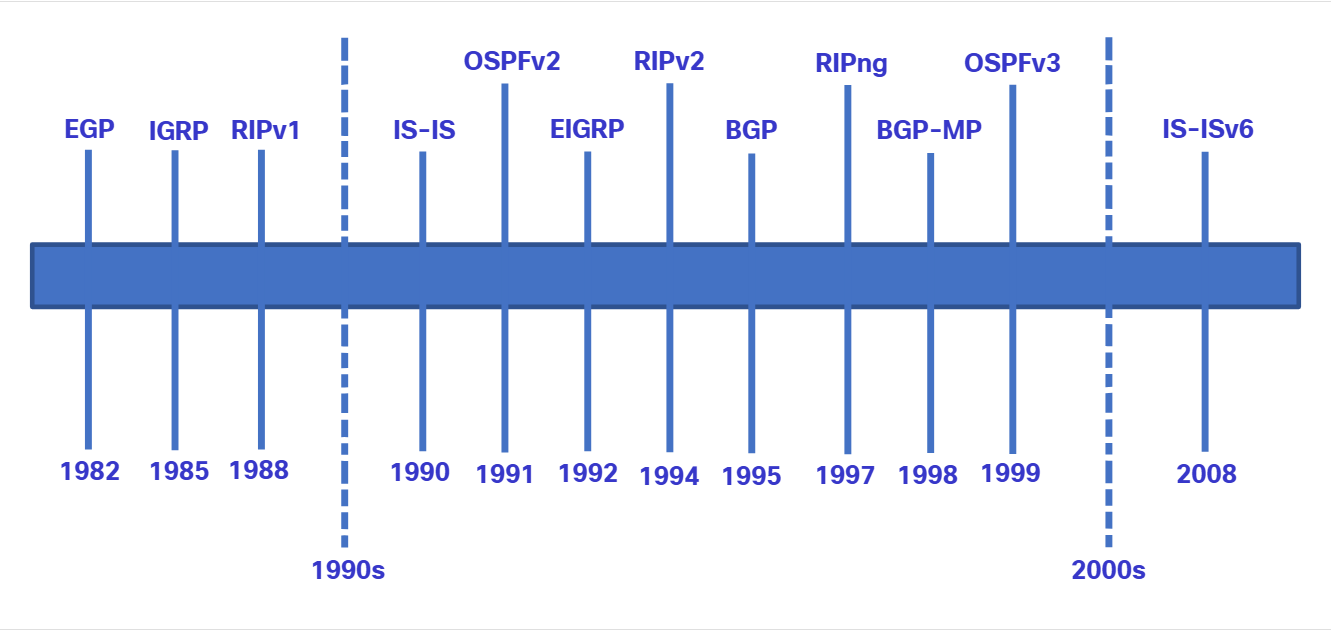 OSPFv2 RIPv2 RIPng OSPFv3
EGP IGRP RIPv1 IS-IS EIGRP BGP BGP-MP IS-ISv6
1982 1985 1988 1990 1991 1992 1994 1995 1997 1998 1999 2008
1990s 2000s